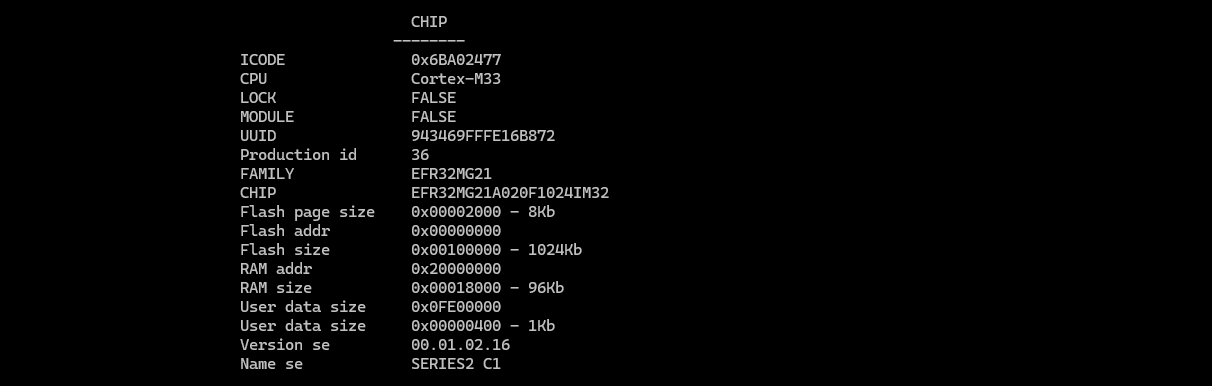 CHIP
--------
ICODE 0x6BA02477
CPU Cortex-M33
LOCK FALSE
MODULE FALSE
UUID 943469FFFE16B872
Production id 36
FAMILY EFR32MG21
CHIP EFR32MG21A020F1024IM32
Flash page size 0x00002000 - 8Kb
Flash addr 0x00000000
Flash size 0x00100000 - 1024Kb
RAM addr 0x20000000
RAM size 0x00018000 - 96Kb
User data size 0x0FE00000
User data size 0x00000400 - 1Kb
Version se 00.01.02.16
Name se SERIES2 C1